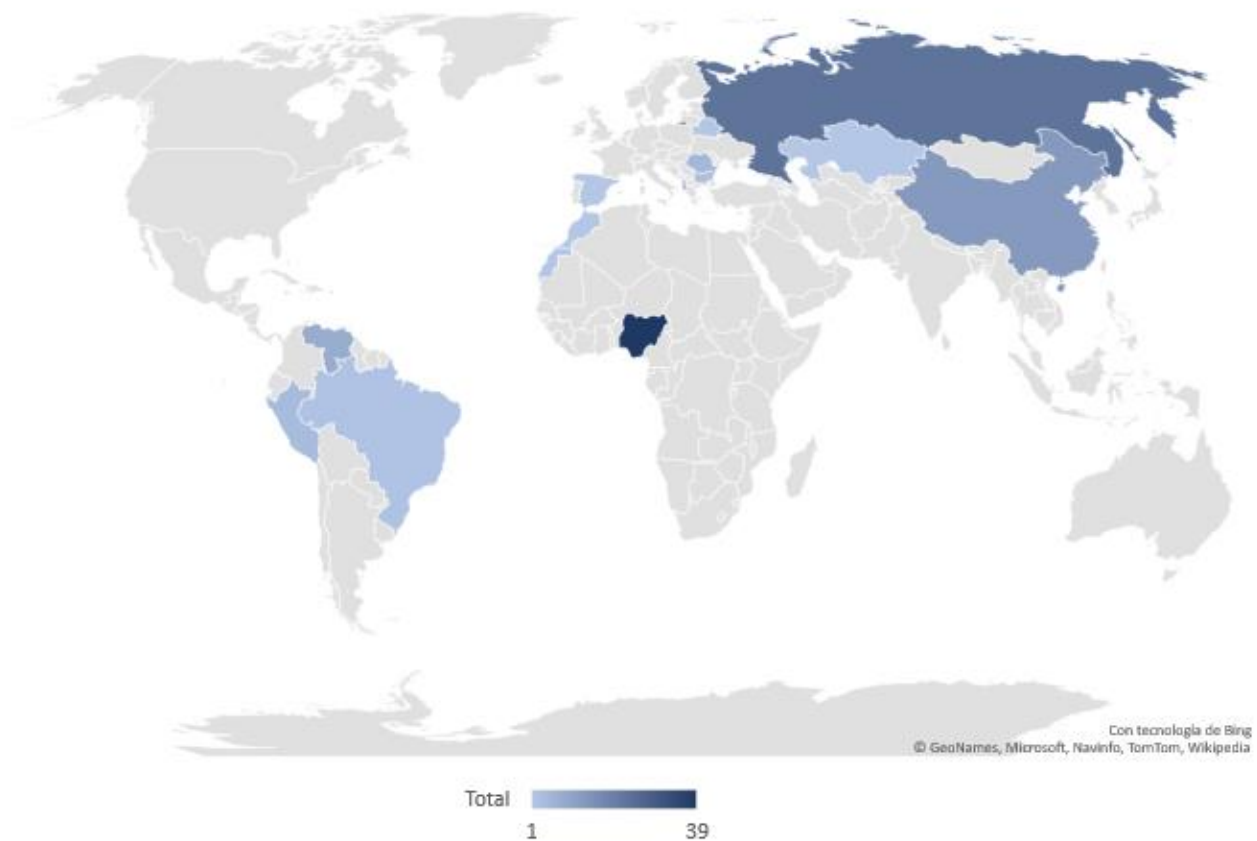 Con tecnología de Bing
© GeoNames, Microsoft, Navinfo, TomTom, Wikipedia
Total
1
39